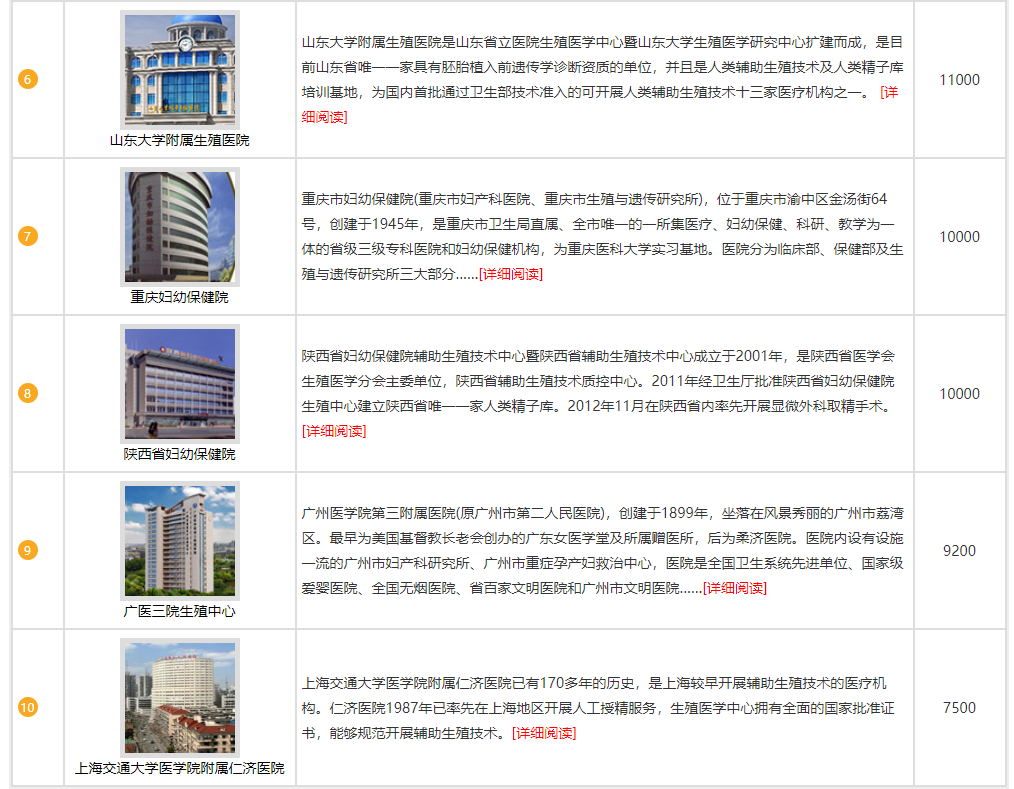 6
山东大学附属生殖医院
山东大学附属生殖医院是山东省立医院生殖医学中心暨山东大学生殖医学研究中心扩建而成，是目
前山东省唯一一家具有胚胎植入前遗传学诊断资质的单位，并且是人类辅助生殖技术及人类精子库
培训基地，为国内首批通过卫生部技术准入的可开展人类辅助生殖技术十三家医疗机构之一。 [详
细阅读]
11000
7
重庆妇幼保健院
重庆市妇幼保健院(重庆市妇产科医院、重庆市生殖与遗传研究所)，位于重庆市渝中区金汤街64
号，创建于1945年，是重庆市卫生局直属、全市唯一的一所集医疗、妇幼保健、科研、教学为一
体的省级三级专科医院和妇幼保健机构，为重庆医科大学实习基地。医院分为临床部、保健部及生
殖与遗传研究所三大部分......[详细阅读]
10000
8
陕西省妇幼保健院
陕西省妇幼保健院辅助生殖技术中心暨陕西省辅助生殖技术中心成立于2001年，是陕西省医学会
生殖医学分会主委单位，陕西省辅助生殖技术质控中心。2011年经卫生厅批准陕西省妇幼保健院
生殖中心建立陕西省唯一一家人类精子库。2012年11月在陕西省内率先开展显微外科取精手术。
[详细阅读]
10000
9
广医三院生殖中心
广州医学院第三附属医院(原广州市第二人民医院)，创建于1899年，坐落在风景秀丽的广州市荔湾
区。最早为美国基督教长老会创办的广东女医学堂及所属赠医所，后为柔济医院。医院内设有设施
一流的广州市妇产科研究所、广州市重症孕产妇救治中心，医院是全国卫生系统先进单位、国家级
爱婴医院、全国无烟医院、省百家文明医院和广州市文明医院......[详细阅读]
9200
10
上海交通大学医学院附属仁济医院
上海交通大学医学院附属仁济医院已有170多年的历史，是上海较早开展辅助生殖技术的医疗机
构。仁济医院1987年已率先在上海地区开展人工授精服务，生殖医学中心拥有全面的国家批准证
书，能够规范开展辅助生殖技术。[详细阅读]
7500